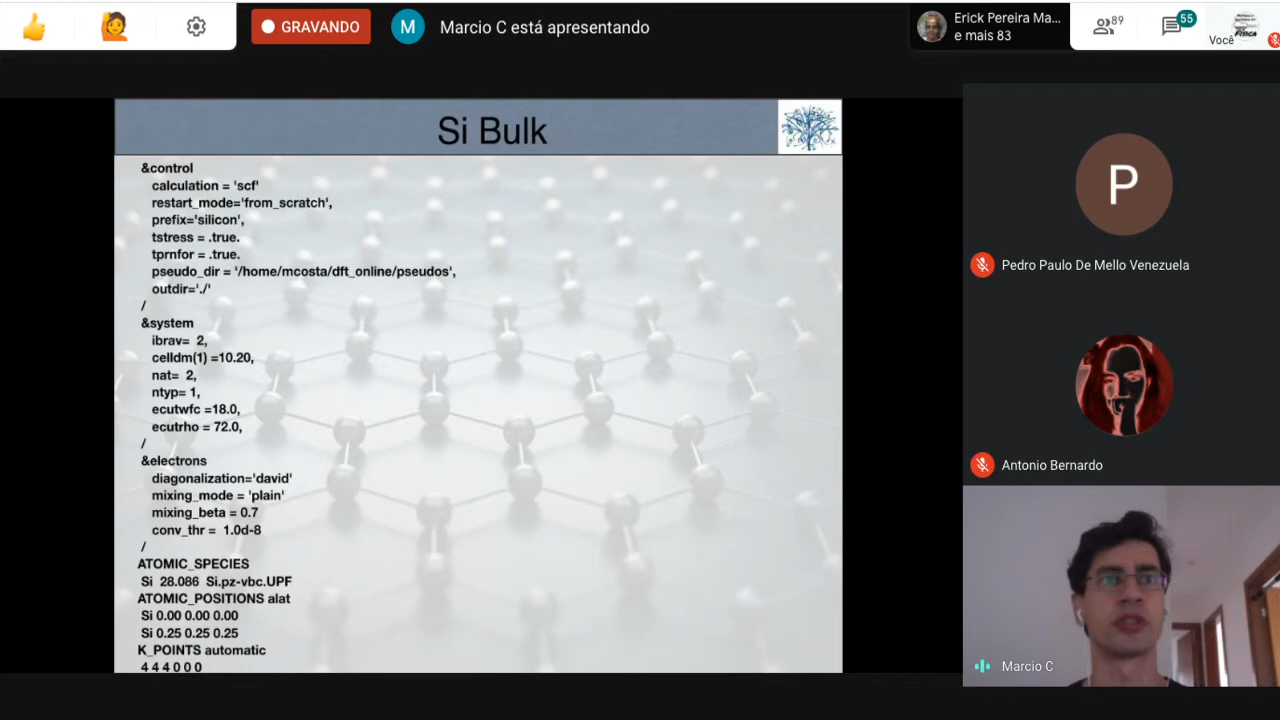 GRAVANDO
M
Marcio C está apresentando
Erick Pereira Ma...
e mais 83
89
55
Você
FÍSICA
Si Bulk
&control
calculation = 'scf'
restart_mode='from_scratch',
prefix='silicon',
tstress = .true.
tprnfor = .true.
pseudo_dir = '/home/mcosta/dft_online/pseudos',
outdir='./'
/
&system
ibrav= 2,
celldm(1) =10.20,
nat= 2,
ntyp= 1,
ecutwfc =18.0,
ecutrho = 72.0,
/
&electrons
diagonalization='david'
mixing_mode = 'plain'
mixing_beta = 0.7
conv_thr = 1.0d-8
/
ATOMIC_SPECIES
Si 28.086 Si.pz-vbc.UPF
ATOMIC_POSITIONS alat
Si 0.00 0.00 0.00
Si 0.25 0.25 0.25
K_POINTS automatic
4 4 4 0 0 0
P
Pedro Paulo De Mello Venezuela
Antonio Bernardo
Marcio C